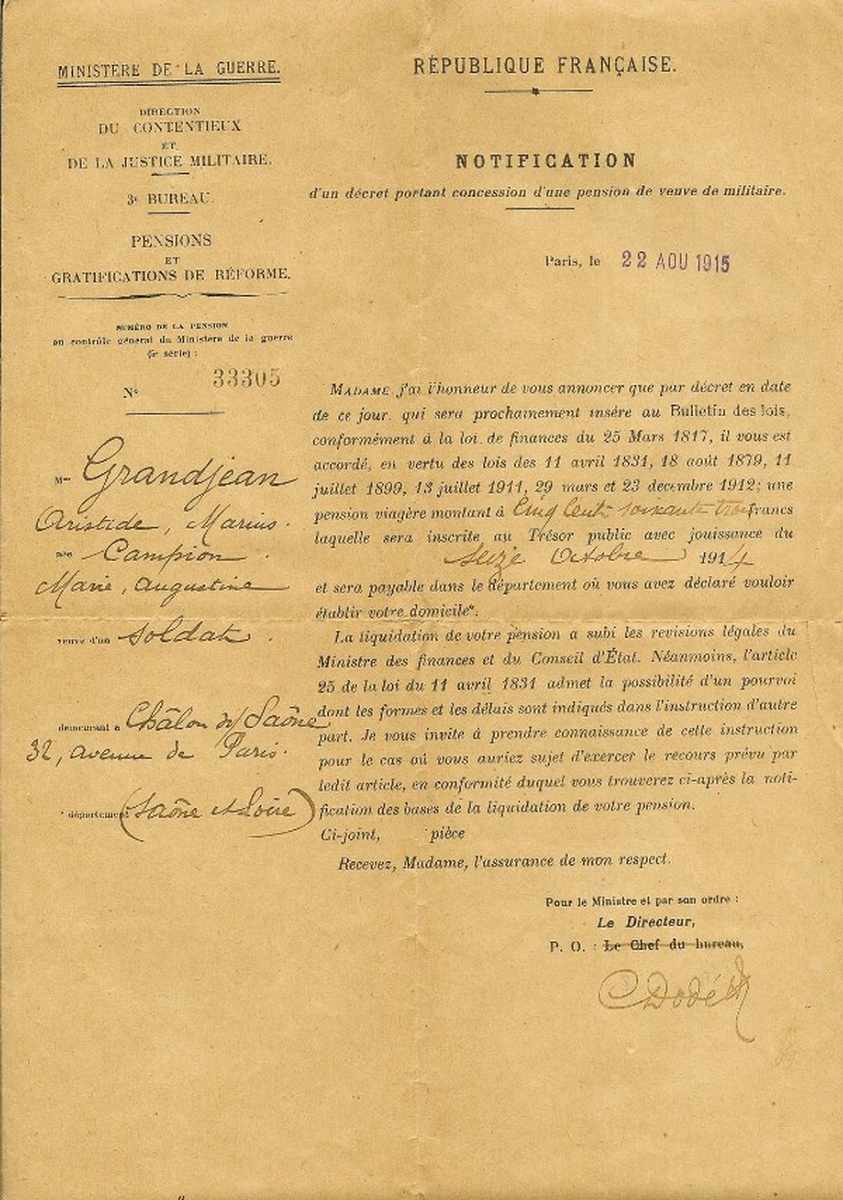 MINISTERE DE LA GUERRE.
DIRECTION
DU CONTENTIEUX
ET
DE LA JUSTICE MILITAIRE.
3e BUREAU.
PENSIONS
ET
GRATIFICATIONS DE RÉFORME.
NUMÉRO DE LA PENSION
au contrôle général du Ministère de la guerre
(5e série) :
No 33305
Mme Grandjean
Aristide, Marius.
née Campion.
Marie, Augustine
veuve d'un soldat.
demeurant à Châlon s/ Saône
32, avenue de Paris.
* département (Saône et Loire)
RÉPUBLIQUE FRANÇAISE.
NOTIFICATION
d'un décret portant concession d'une pension de veuve de militaire.
Paris, le 22 AOU 1915
MADAME, j'ai l'honneur de vous annoncer que par décret en date
de ce jour, qui sera prochainement insére au Bulletin des lois,
conformément à la loi de finances du 25 Mars 1817, il vous est
accordé, en vertu des lois des 11 avril 1831, 18 août 1879, 11
juillet 1899, 13 juillet 1911, 29 mars et 23 decembre 1912; une
pension viagère montant à Cinq Cent soixante trois francs
laquelle sera inscrite au Trésor public avec jouissance du
seize Octobre 1914
et sera payable dans le département où vous avez déclaré vouloir
établir votre domicile*.
La liquidation de votre pension a subi les revisions légales du
Ministre des finances et du Conseil d'État. Néanmoins, l'article
25 de la loi du 11 avril 1831 admet la possibilité d'un pourvoi
dont les formes et les délais sont indiqués dans l'instruction d'autre
part. Je vous invite à prendre connaissance de cette instruction
pour le cas où vous auriez sujet d'exercer le recours prévu par
ledit article, en conformité duquel vous trouverez ci-après la noti-
fication des bases de la liquidation de votre pension.
Ci-joint, pièce
Recevez, Madame, l'assurance de mon respect.
Pour le Ministre et par son ordre :
Le Directeur,
P. O. : Le Chef du bureau,